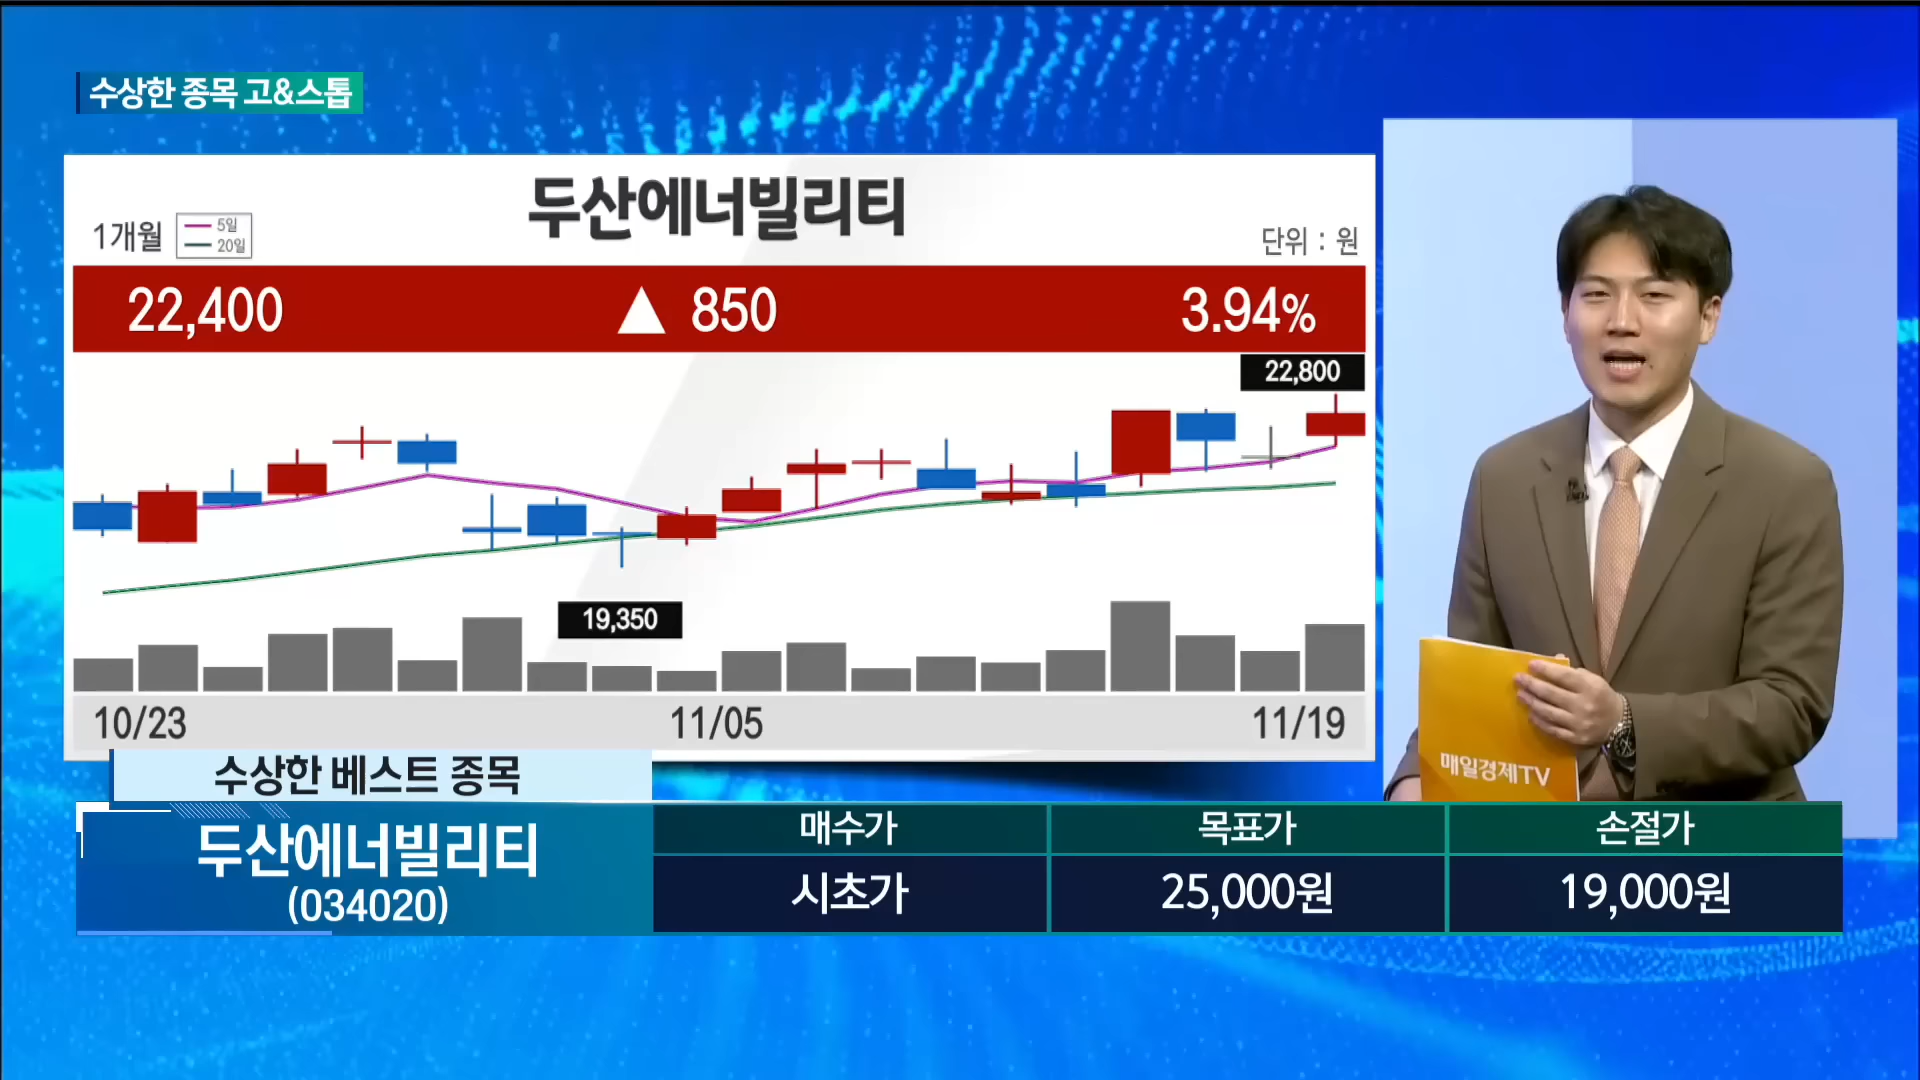 수상한 종목 고&스톱
두산에너빌리티
1개월
5일
20일
단위 : 원
22,400 ▲ 850 3.94%
22,800
19,350
10/23 11/05 11/19
수상한 베스트 종목
두산에너빌리티
(034020)
매수가 목표가 손절가
시초가 25,000원 19,000원
매일경제TV